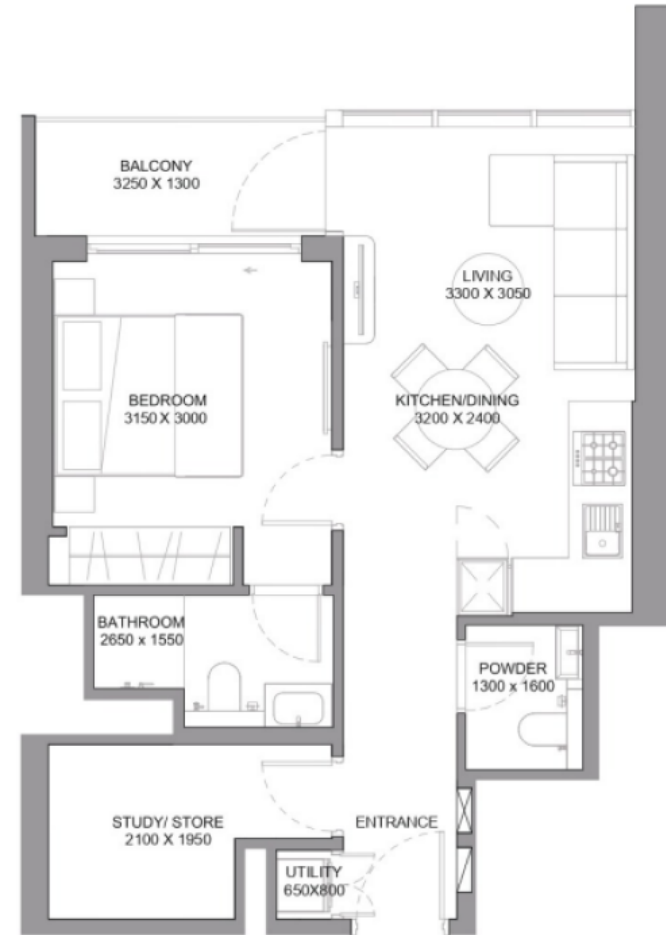 BALCONY
3250 X 1300
LIVING
3300 X 3050
BEDROOM
3150 X 3000
KITCHEN/DINING
3200 X 2400
BATHROOM
2650 x 1550
POWDER
1300 x 1600
STUDY/ STORE
2100 X 1950
ENTRANCE
UTILITY
650X800